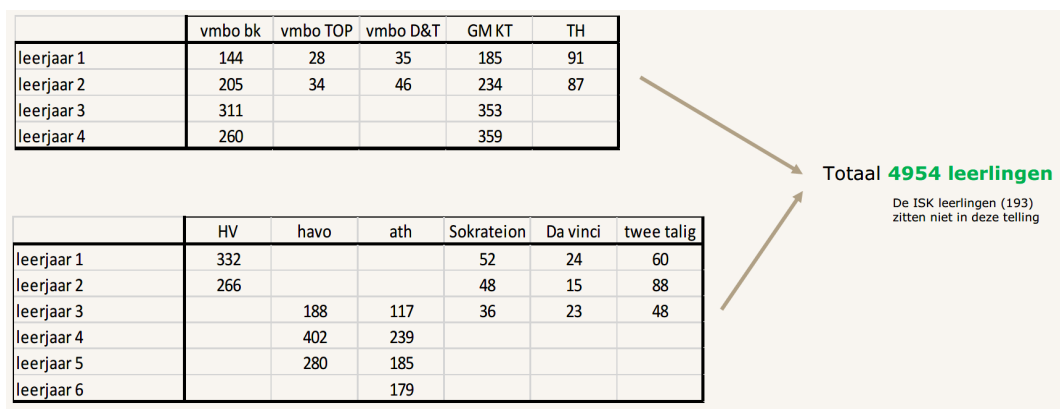 vmbo bk vmbo TOP vmbo D&T GM KT TH
leerjaar 1 144 28 35 185 91
leerjaar 2 205 34 46 234 87
leerjaar 3 311 353
leerjaar 4 260 359
Totaal 4954 leerlingen
De ISK leerlingen (193)
zitten niet in deze telling
HV havo ath Sokrateion Da vinci twee talig
leerjaar 1 332 52 24 60
leerjaar 2 266 48 15 88
leerjaar 3 188 117 36 23 48
leerjaar 4 402 239
leerjaar 5 280 185
leerjaar 6 179